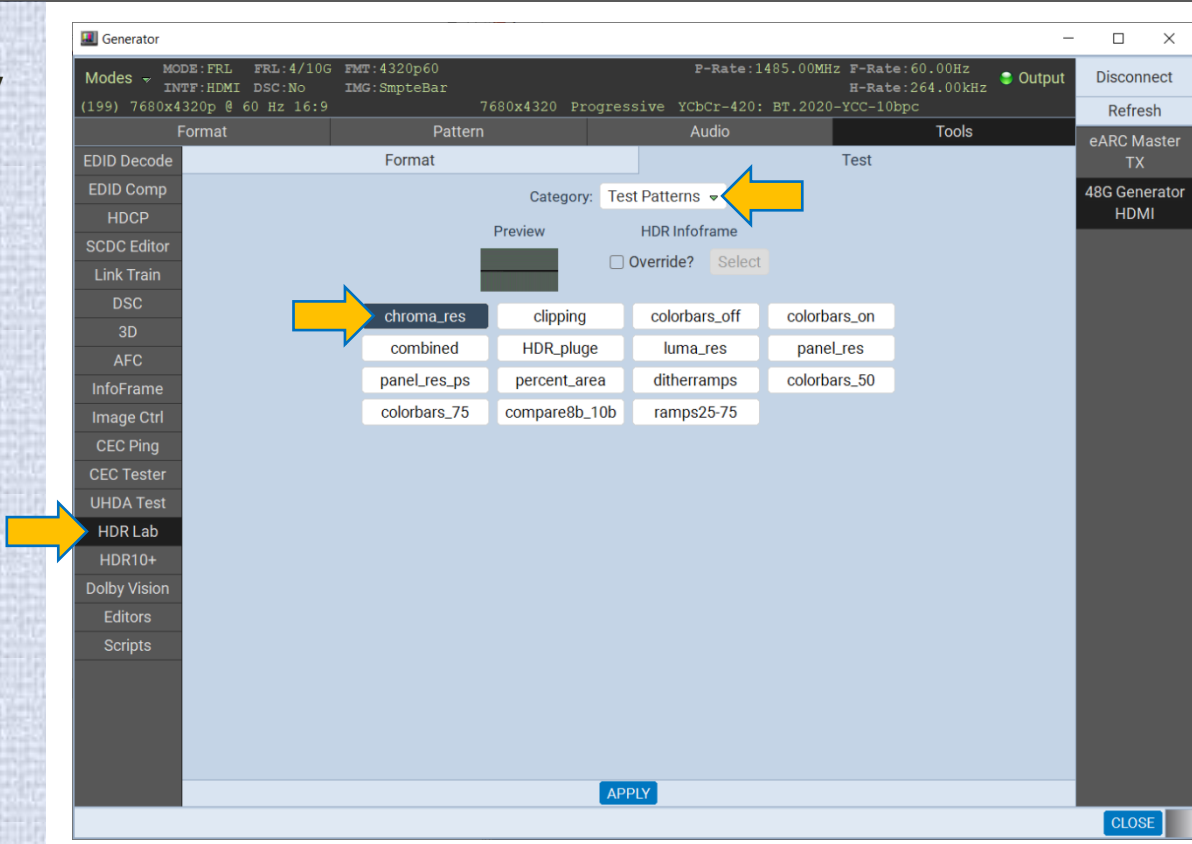 Generator
Modes MODE:FRL FRL:4/10G FMT:4320p60 P-Rate:1485.00MHz F-Rate:60.00Hz Output
INTF:HDMI DSC:No IMG:SmpteBar H-Rate:264.00kHz
(199) 7680x4320p @ 60 Hz 16:9 7680x4320 Progressive YCbCr-420: BT.2020-YCC-10bpc
Disconnect
Refresh
eARC Master
TX
48G Generator
HDMI
Format Pattern Audio Tools
EDID Decode
EDID Comp
HDCP
SCDC Editor
Link Train
DSC
3D
AFC
InfoFrame
Image Ctrl
CEC Ping
CEC Tester
UHDA Test
HDR Lab
HDR10+
Dolby Vision
Editors
Scripts
Format Test
Category: Test Patterns
Preview HDR Infoframe
Override? Select
chroma_res clipping colorbars_off colorbars_on
combined HDR_pluge luma_res panel_res
panel_res_ps percent_area ditherramps colorbars_50
colorbars_75 compare8b_10b ramps25-75
APPLY
CLOSE